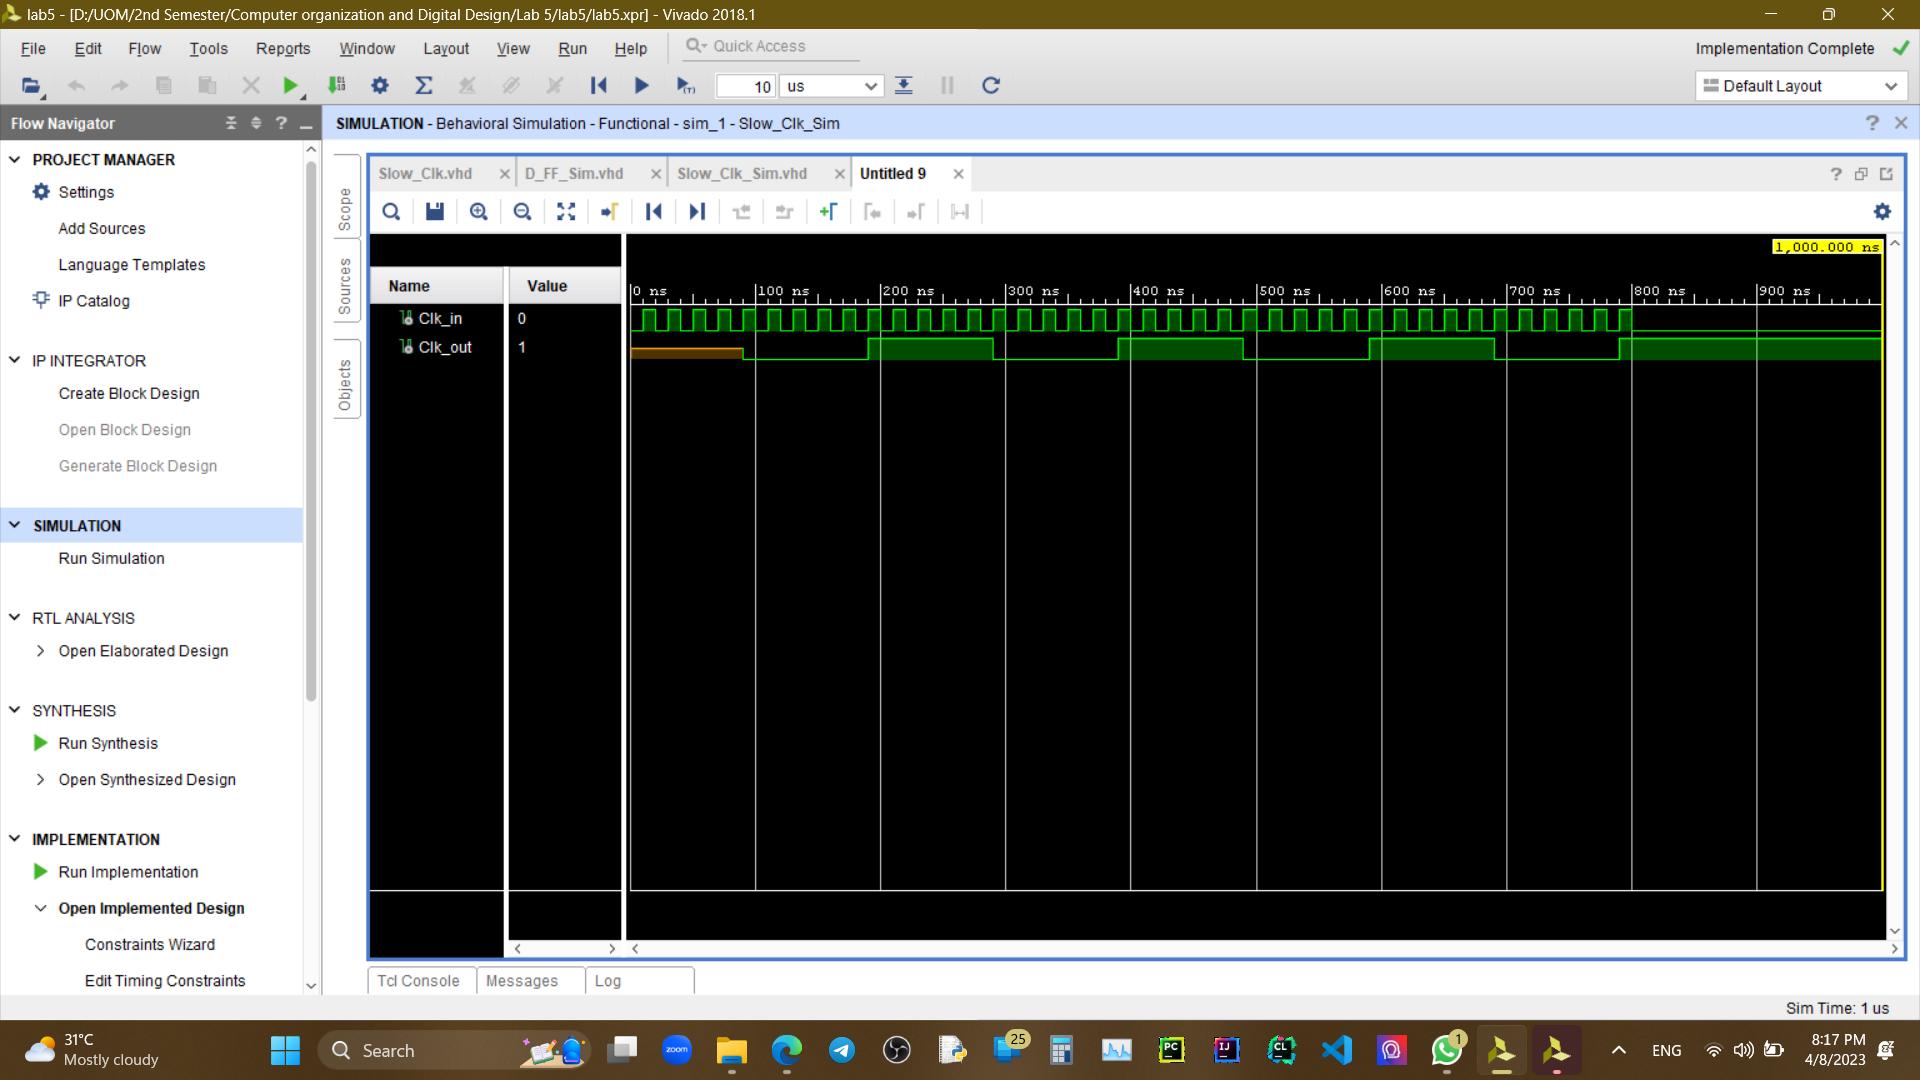 lab5 - [D:/UOM/2nd Semester/Computer organization and Digital Design/Lab 5/lab5/lab5.xpr] - Vivado 2018.1
File Edit Flow Tools Reports Window Layout View Run Help Quick Access
Implementation Complete
10 us
Default Layout
Flow Navigator
SIMULATION - Behavioral Simulation - Functional - sim_1 - Slow_Clk_Sim
PROJECT MANAGER
Settings
Add Sources
Language Templates
IP Catalog
IP INTEGRATOR
Create Block Design
Open Block Design
Generate Block Design
SIMULATION
Run Simulation
RTL ANALYSIS
Open Elaborated Design
SYNTHESIS
Run Synthesis
Open Synthesized Design
IMPLEMENTATION
Run Implementation
Open Implemented Design
Constraints Wizard
Edit Timing Constraints
Scope
Sources
Objects
Slow_Clk.vhd D_FF_Sim.vhd Slow_Clk_Sim.vhd Untitled 9
1,000.000 ns
Name Value
0 ns 100 ns 200 ns 300 ns 400 ns 500 ns 600 ns 700 ns 800 ns 900 ns
Clk_in 0
Clk_out 1
Tcl Console Messages Log
Sim Time: 1 us
31°C
Mostly cloudy
Search
zoom
25
PC
IJ
CL
1
ENG
8:17 PM
4/8/2023